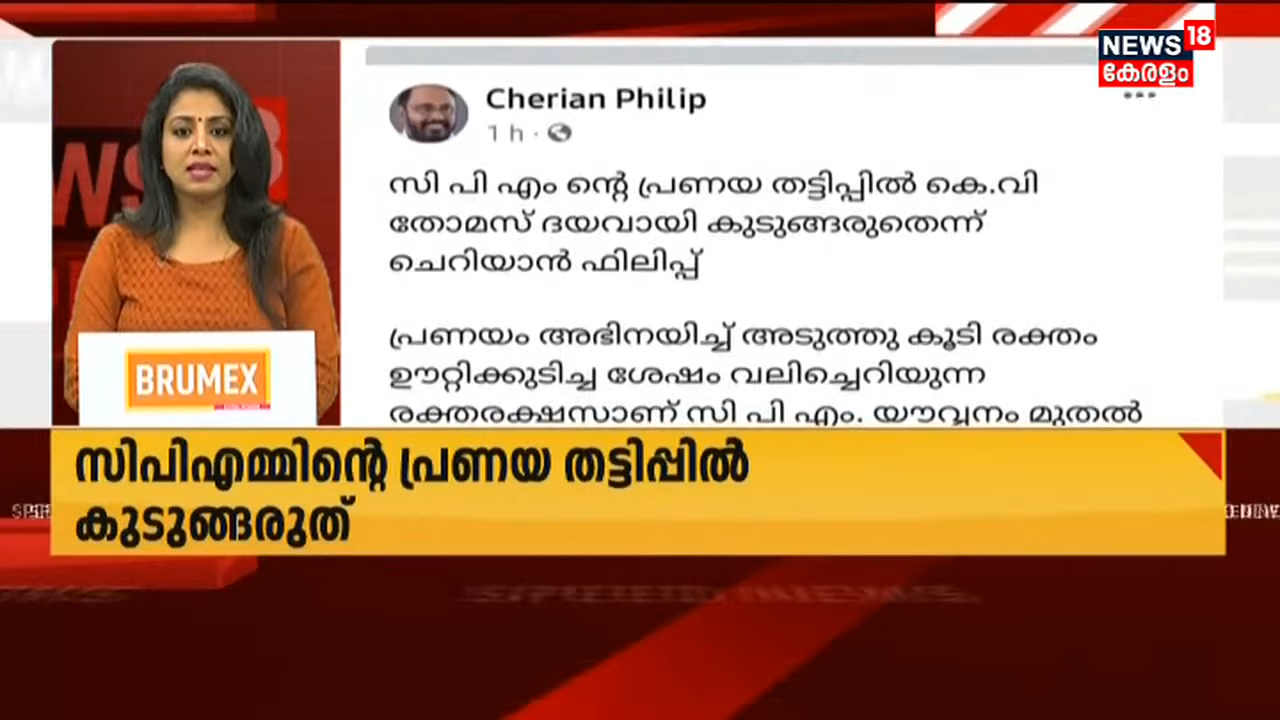 NEWS 18
കേരളം
Cherian Philip
1 h ·
സി പി എം ന്റെ പ്രണയ തട്ടിപ്പിൽ കെ.വി
തോമസ് ദയവായി കുടുങ്ങരുതെന്ന്
ചെറിയാൻ ഫിലിപ്പ്
പ്രണയം അഭിനയിച്ച് അടുത്തു കൂടി രക്തം
ഊറ്റിക്കുടിച്ച ശേഷം വലിച്ചെറിയുന്ന
രക്തരക്ഷസാണ് സി പി എം. യൗവ്വനം മുതൽ
BRUMEX
സിപിഎമ്മിന്റെ പ്രണയ തട്ടിപ്പിൽ
കുടുങ്ങരുത്